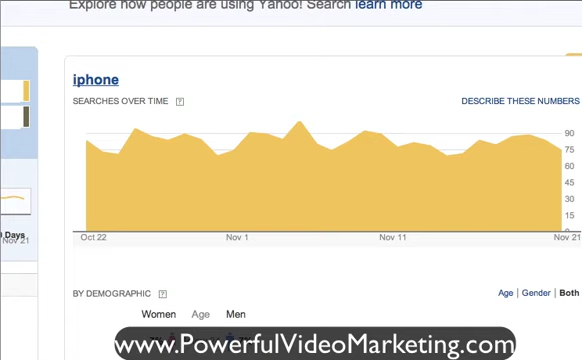 Explore how people are using Yahoo! Search learn more
iphone
SEARCHES OVER TIME ?
DESCRIBE THESE NUMBERS
90
75
60
45
30
15
0
Oct 22 Nov 1 Nov 11 Nov 21
Days
Nov 21
BY DEMOGRAPHIC ?
Age | Gender | Both
Women Age Men
www.PowerfulVideoMarketing.com